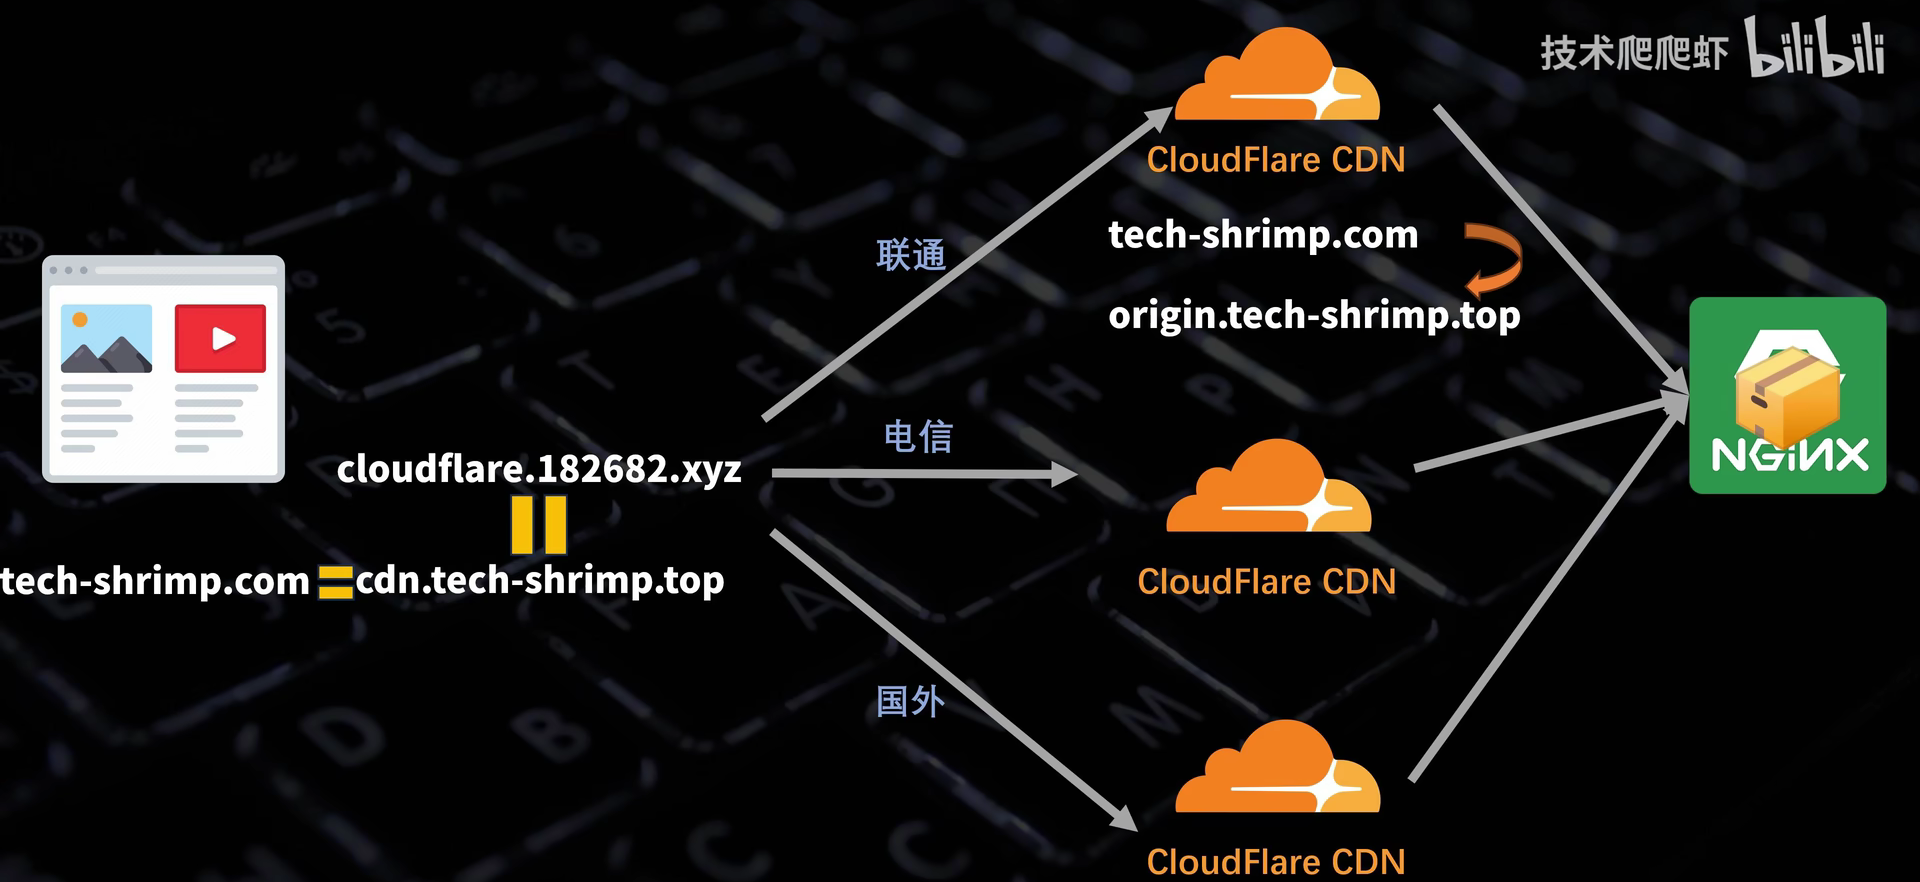 技术爬爬虾 bilibili
CloudFlare CDN
tech-shrimp.com
origin.tech-shrimp.top
联通
NGiNX
电信
cloudflare.182682.xyz
tech-shrimp.com = cdn.tech-shrimp.top
CloudFlare CDN
国外
CloudFlare CDN